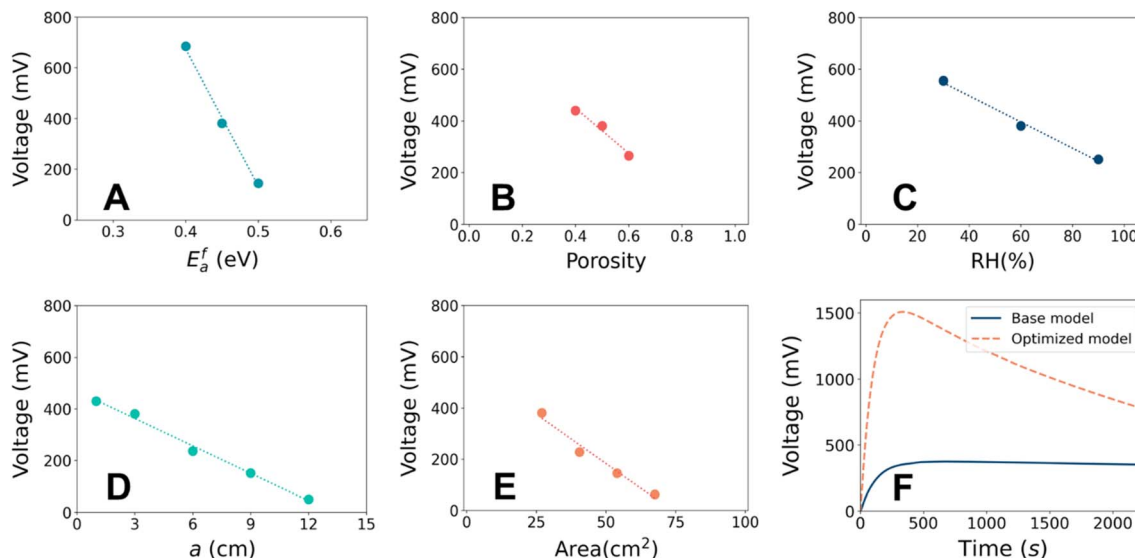 800
600
400
200
0
Voltage (mV)
A
0.3 0.4 0.5 0.6
E_a^f (eV)
800
600
400
200
0
Voltage (mV)
B
0.0 0.2 0.4 0.6 0.8 1.0
Porosity
800
600
400
200
0
Voltage (mV)
C
0 20 40 60 80 100
RH(%)
800
600
400
200
0
Voltage (mV)
D
0 3 6 9 12 15
a (cm)
800
600
400
200
0
Voltage (mV)
E
0 25 50 75 100
Area(cm²)
1500
1000
500
0
Voltage (mV)
Base model
Optimized model
F
0 500 1000 1500 2000
Time (s)